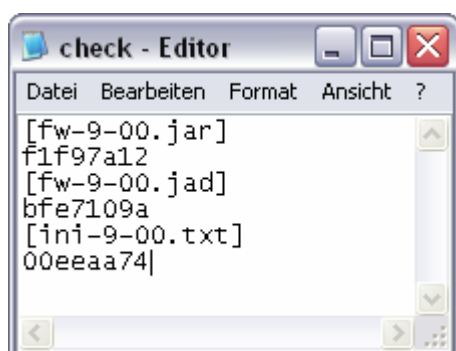 check - Editor
Datei Bearbeiten Format Ansicht ?
[fw-9-00.jar]
f1f97a12
[fw-9-00.jad]
bfe7109a
[ini-9-00.txt]
00eeaa74